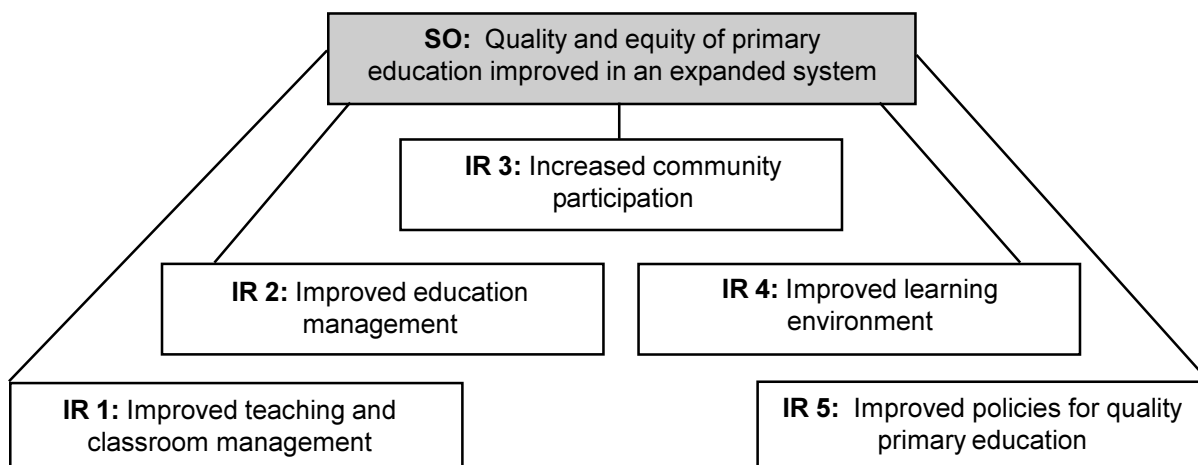 SO: Quality and equity of primary
education improved in an expanded system
IR 3: Increased community
participation
IR 2: Improved education
management
IR 4: Improved learning
environment
IR 1: Improved teaching and
classroom management
IR 5: Improved policies for quality
primary education